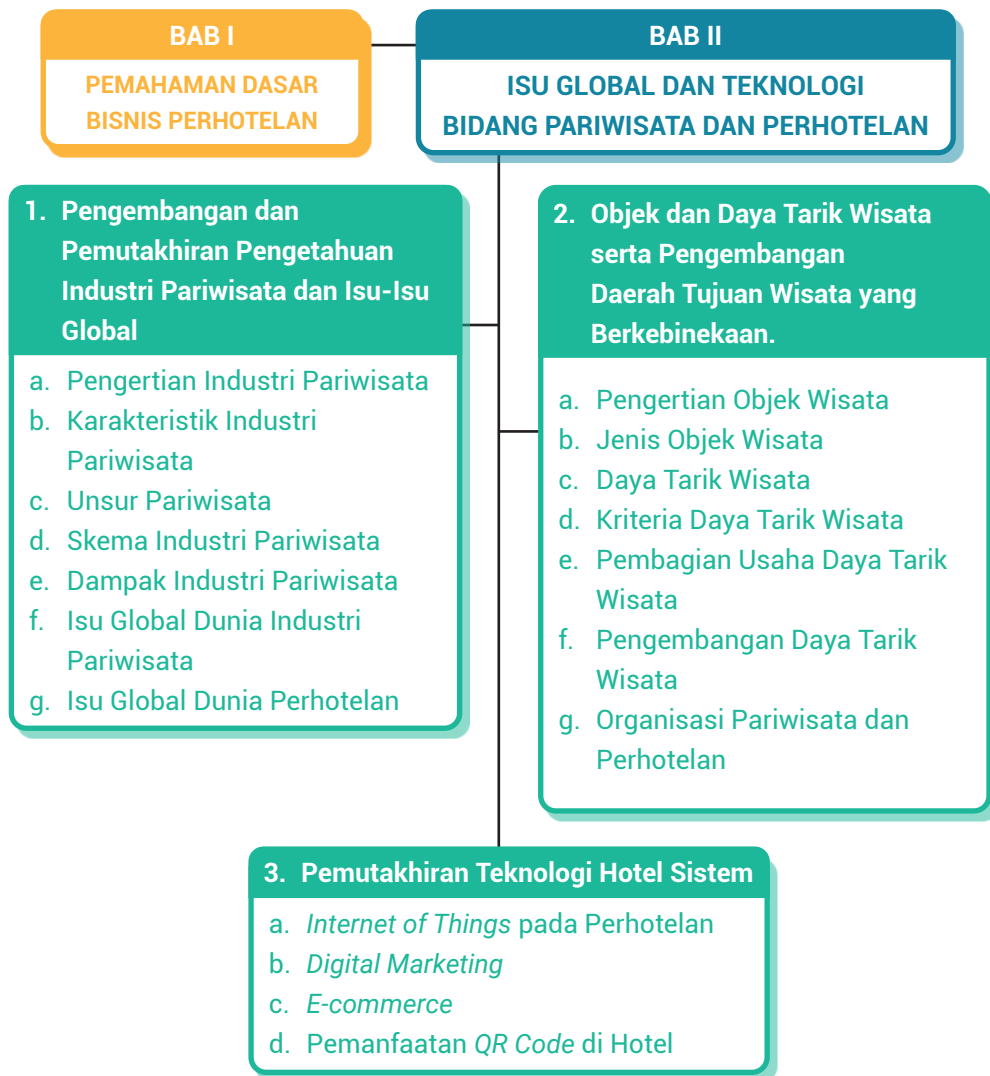 BAB I
PEMAHAMAN DASAR
BISNIS PERHOTELAN
BAB II
ISU GLOBAL DAN TEKNOLOGI
BIDANG PARIWISATA DAN PERHOTELAN
1. Pengembangan dan
Pemutakhiran Pengetahuan
Industri Pariwisata dan Isu-Isu
Global
a. Pengertian Industri Pariwisata
b. Karakteristik Industri
Pariwisata
c. Unsur Pariwisata
d. Skema Industri Pariwisata
e. Dampak Industri Pariwisata
f. Isu Global Dunia Industri
Pariwisata
g. Isu Global Dunia Perhotelan
2. Objek dan Daya Tarik Wisata
serta Pengembangan
Daerah Tujuan Wisata yang
Berkebinekaan.
a. Pengertian Objek Wisata
b. Jenis Objek Wisata
c. Daya Tarik Wisata
d. Kriteria Daya Tarik Wisata
e. Pembagian Usaha Daya Tarik
Wisata
f. Pengembangan Daya Tarik
Wisata
g. Organisasi Pariwisata dan
Perhotelan
3. Pemutakhiran Teknologi Hotel Sistem
a. Internet of Things pada Perhotelan
b. Digital Marketing
c. E-commerce
d. Pemanfaatan QR Code di Hotel